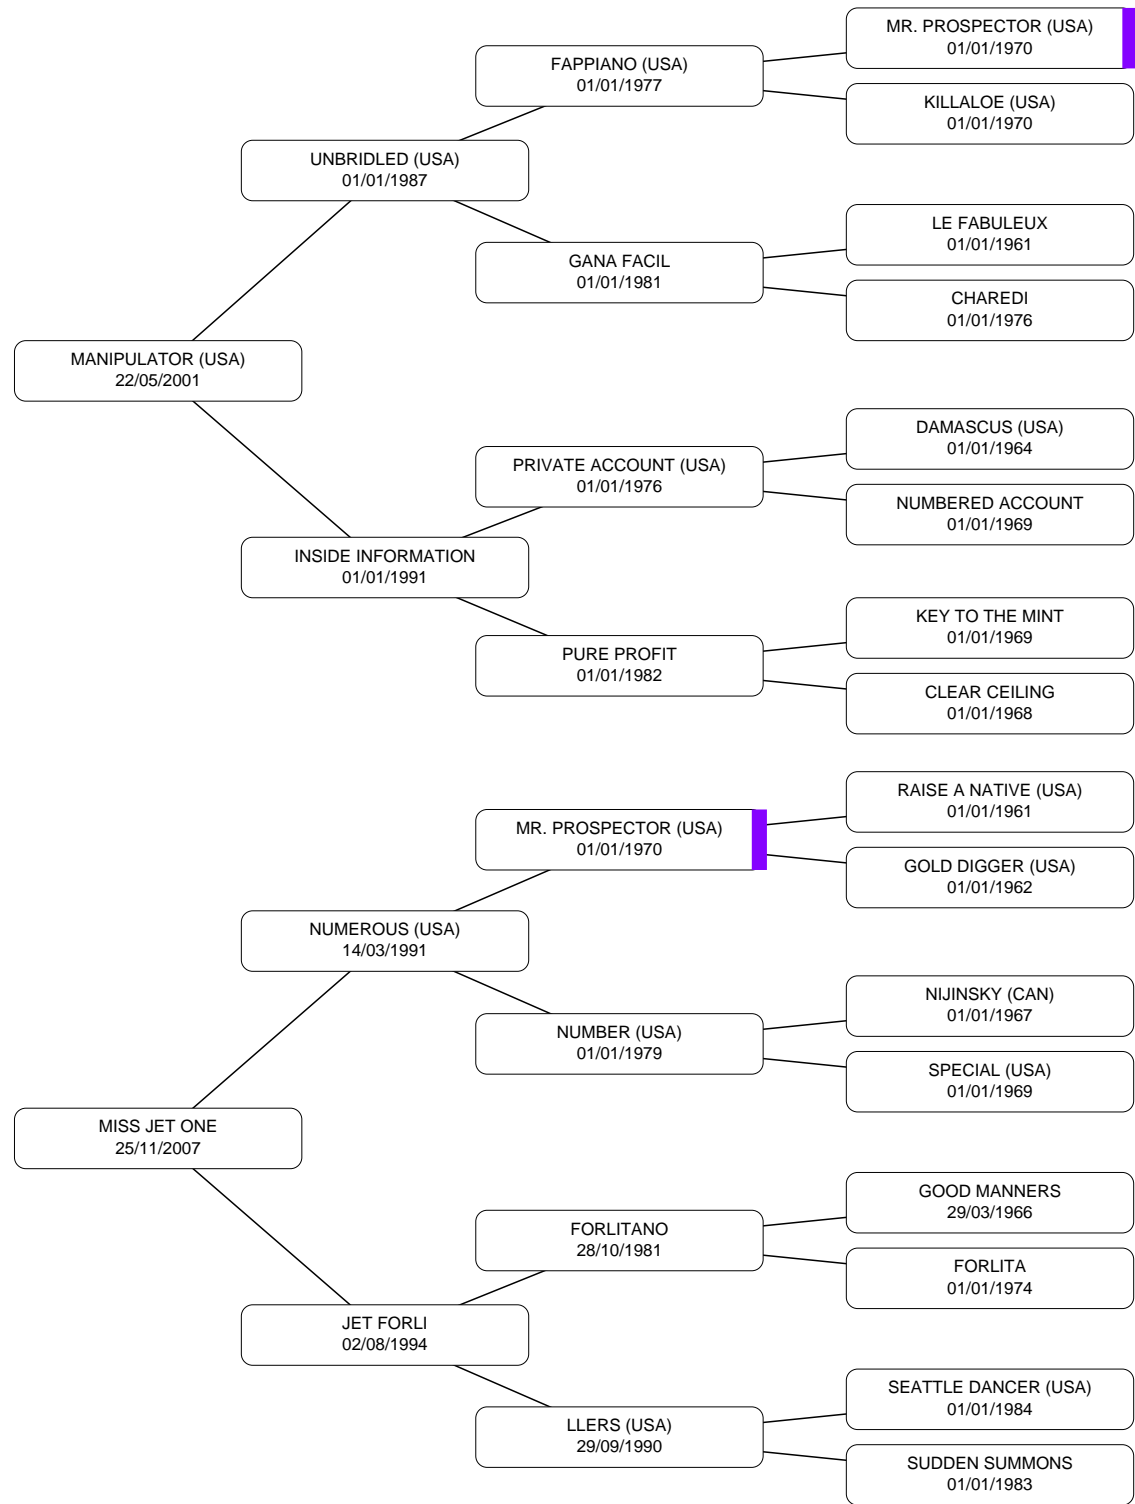 MR. PROSPECTOR (USA)
01/01/1970
FAPPIANO (USA)
01/01/1977
KILLALOE (USA)
01/01/1970
UNBRIDLED (USA)
01/01/1987
LE FABULEUX
01/01/1961
GANA FACIL
01/01/1981
CHAREDI
01/01/1976
MANIPULATOR (USA)
22/05/2001
DAMASCUS (USA)
01/01/1964
PRIVATE ACCOUNT (USA)
01/01/1976
NUMBERED ACCOUNT
01/01/1969
INSIDE INFORMATION
01/01/1991
KEY TO THE MINT
01/01/1969
PURE PROFIT
01/01/1982
CLEAR CEILING
01/01/1968
RAISE A NATIVE (USA)
01/01/1961
MR. PROSPECTOR (USA)
01/01/1970
GOLD DIGGER (USA)
01/01/1962
NUMEROUS (USA)
14/03/1991
NIJINSKY (CAN)
01/01/1967
NUMBER (USA)
01/01/1979
SPECIAL (USA)
01/01/1969
MISS JET ONE
25/11/2007
GOOD MANNERS
29/03/1966
FORLITANO
28/10/1981
FORLITA
01/01/1974
JET FORLI
02/08/1994
SEATTLE DANCER (USA)
01/01/1984
LLERS (USA)
29/09/1990
SUDDEN SUMMONS
01/01/1983